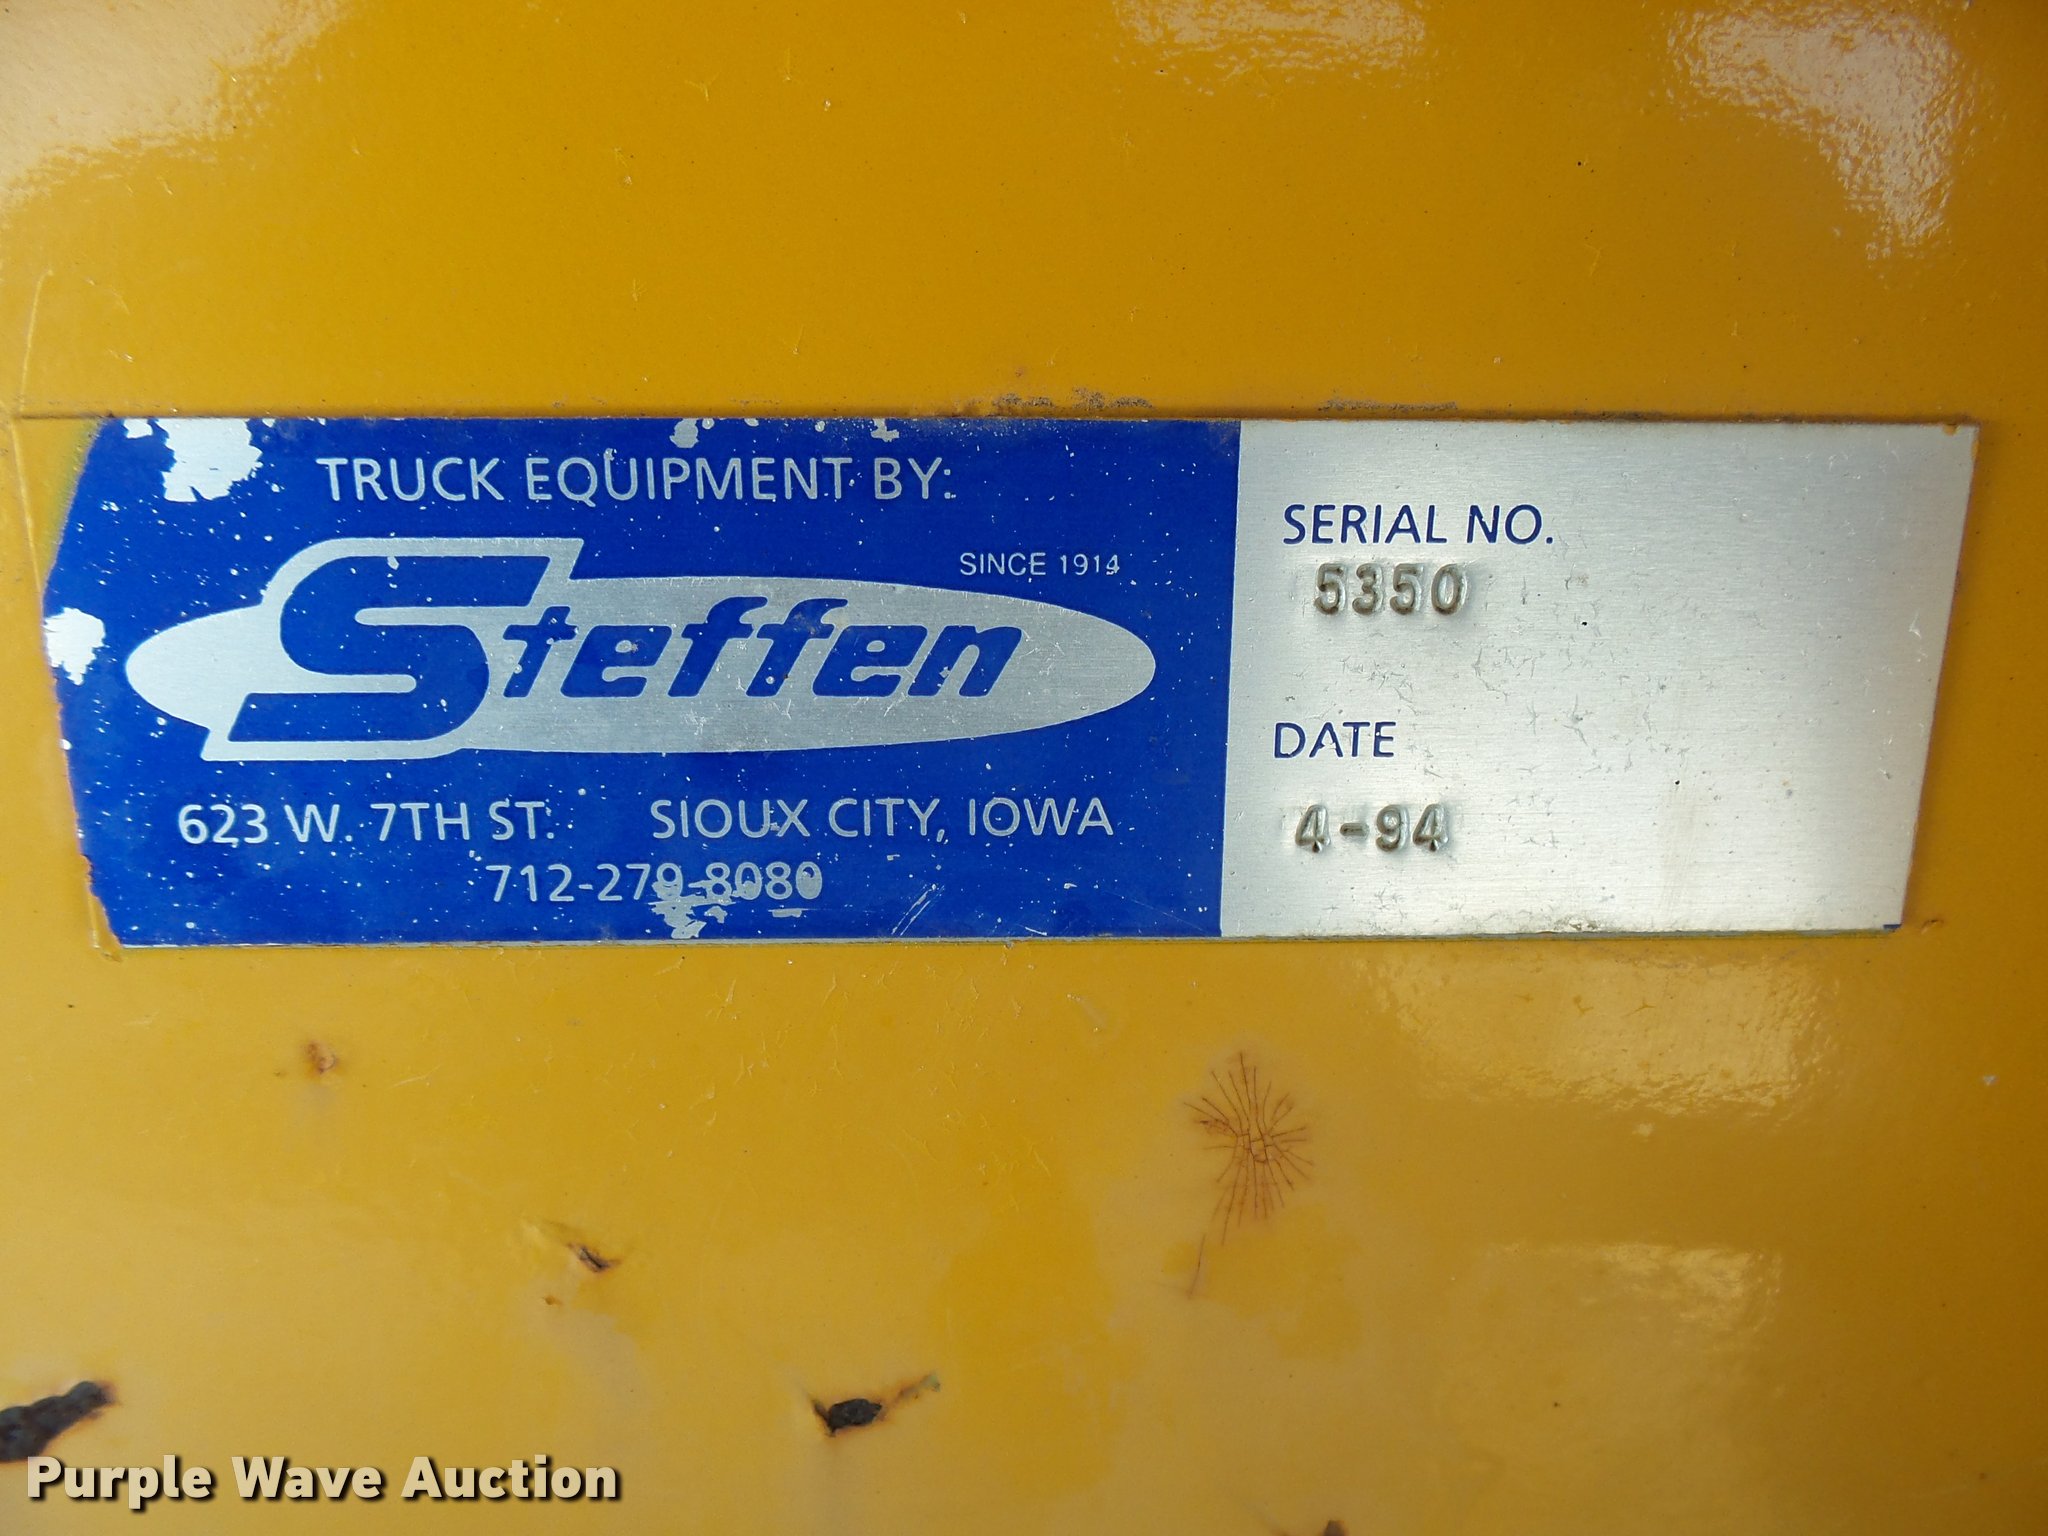 TRUCK EQUIPMENT BY:
SINCE 1914
Steffen
623 W. 7TH ST. SIOUX CITY, IOWA
712-279-8080
SERIAL NO.
5350
DATE
4-94
Purple Wave Auction